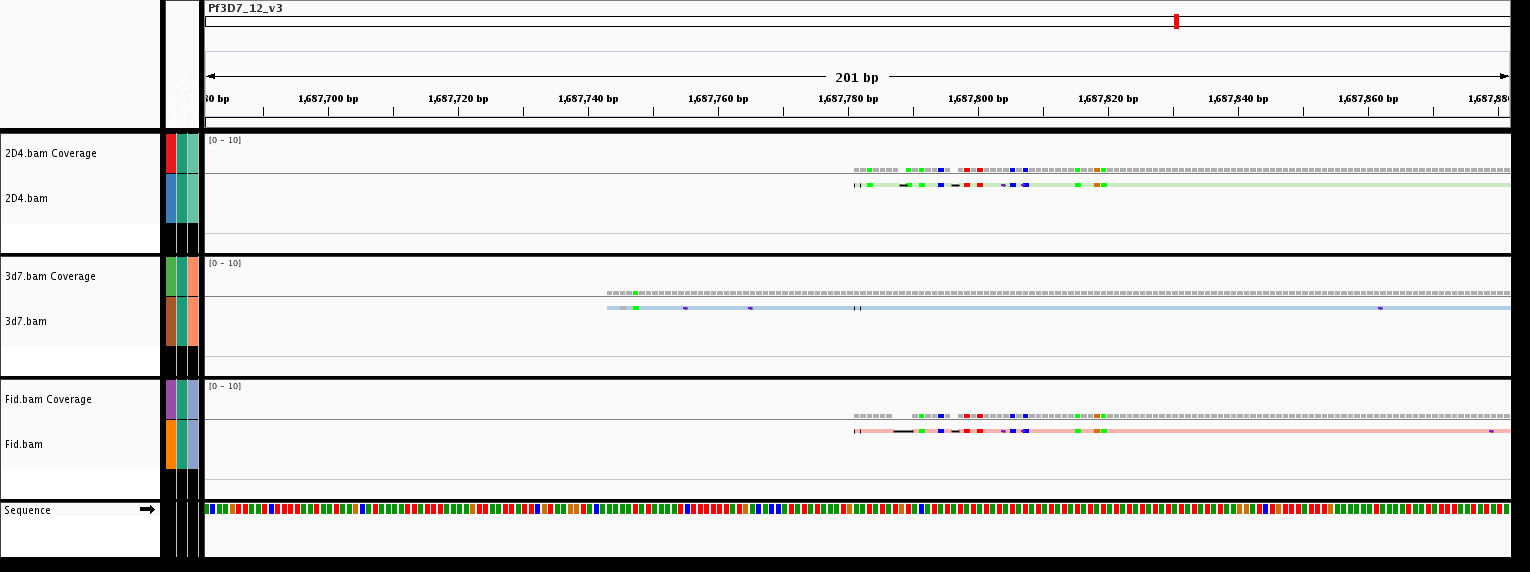 Pf3D7_12_v3
201 bp
1,687,700 bp 1,687,720 bp 1,687,740 bp 1,687,760 bp 1,687,780 bp 1,687,800 bp 1,687,820 bp 1,687,840 bp 1,687,860 bp
[0 - 10]
2D4.bam Coverage
2D4.bam
[0 - 10]
3d7.bam Coverage
3d7.bam
[0 - 10]
Fid.bam Coverage
Fid.bam
Sequence